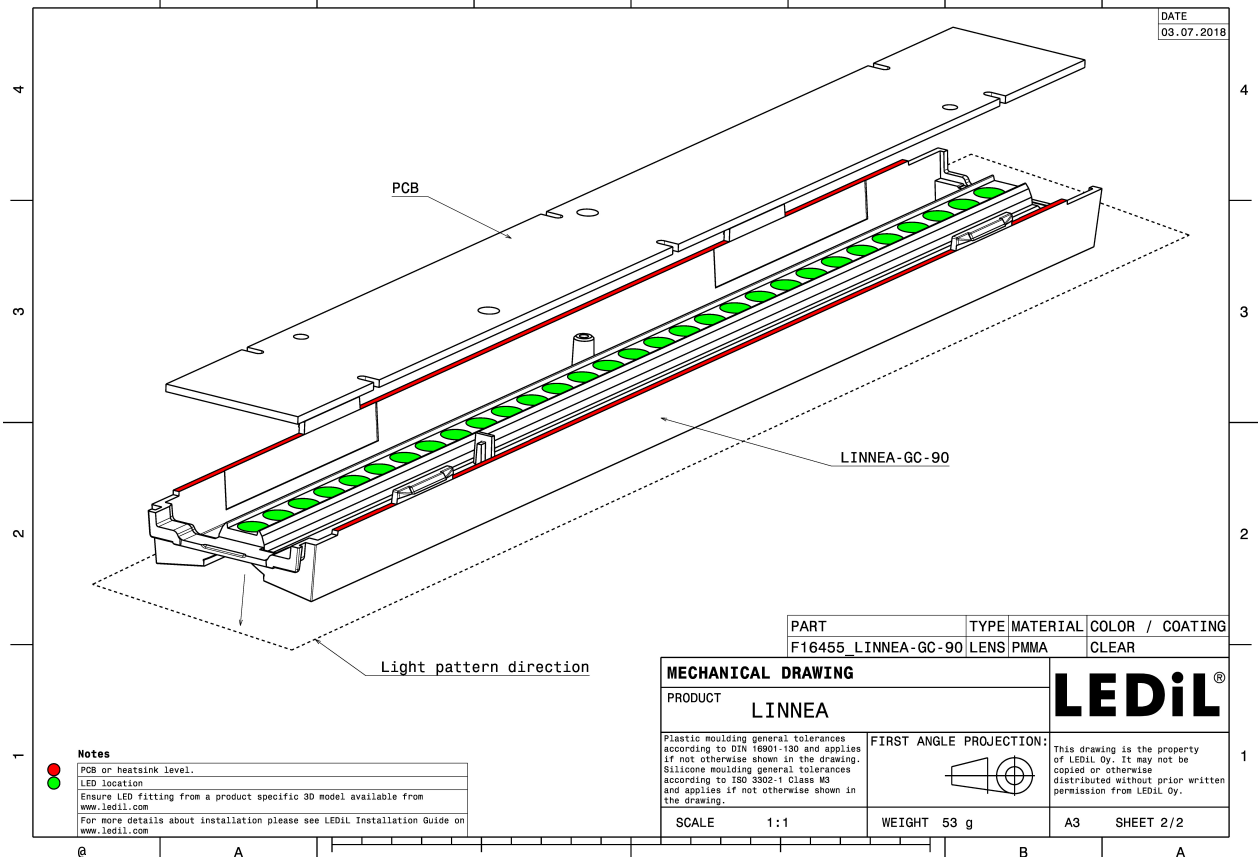 DATE
03.07.2018
4
4
PCB
3
3
LINNEA-GC-90
2
2
PART TYPE MATERIAL COLOR / COATING
F16455_LINNEA-GC-90 LENS PMMA CLEAR
Light pattern direction
MECHANICAL DRAWING
LEDiL®
PRODUCT
LINNEA
Plastic moulding general tolerances
according to DIN 16901-130 and applies
if not otherwise shown in the drawing.
Silicone moulding general tolerances
according to ISO 3302-1 Class M3
and applies if not otherwise shown in
the drawing.
FIRST ANGLE PROJECTION:
This drawing is the property
of LEDiL Oy. It may not be
copied or otherwise
distributed without prior written
permission from LEDiL Oy.
1
1
Notes
PCB or heatsink level.
LED location
Ensure LED fitting from a product specific 3D model available from
www.ledil.com
For more details about installation please see LEDiL Installation Guide on
www.ledil.com
SCALE 1:1
WEIGHT 53 g
A3 SHEET 2/2
@ A B A